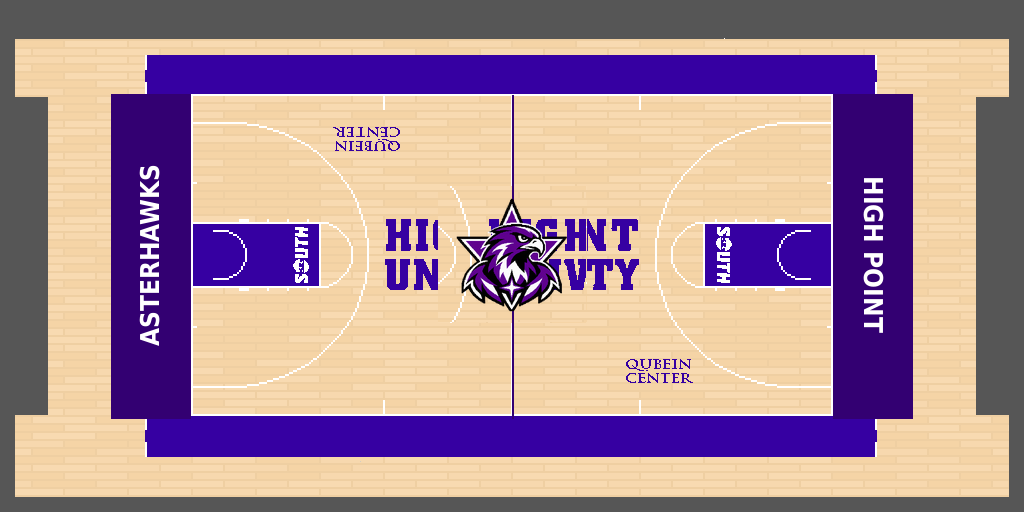 QUBEIN
CENTER
ASTERHAWKS
SOUTH
HIGH POINT
SOUTH
QUBEIN
CENTER